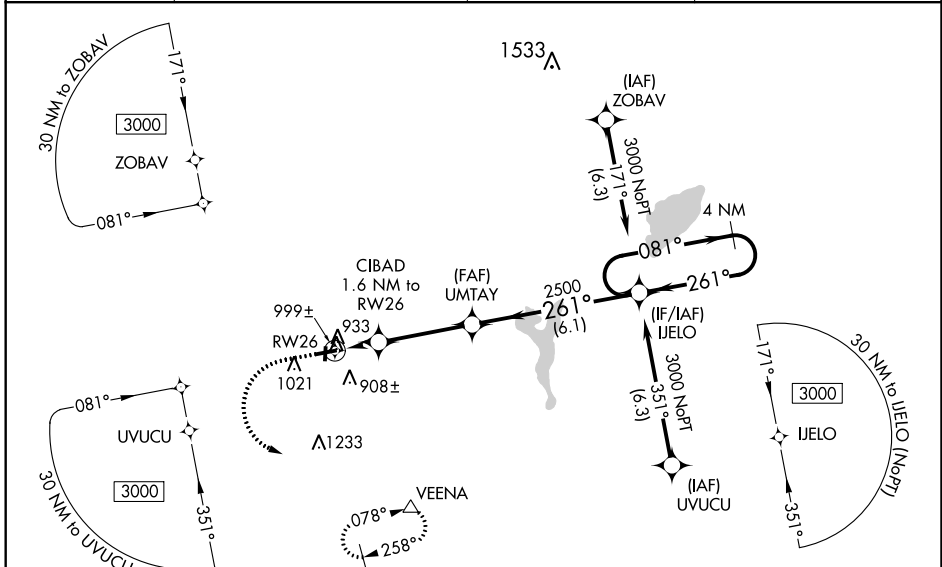 30 NM to ZOBAV
171°
3000
ZOBAV
081°
1533
(IAF)
ZOBAV
3000 NoPT
171°
(6.3)
4 NM
081°
261°
CIBAD
1.6 NM to
RW26
(FAF)
UMTAY
2500
261°
(6.1)
(IF/IAF)
IJELO
999±
933
RW26
1021
908±
1233
3000 NoPT
351°
(6.3)
(IAF)
UVUCU
171°
30 NM to IJELO (NoPT)
3000
IJELO
351°
081°
UVUCU
3000
30 NM to UVUCU
351°
VEENA
078°
258°